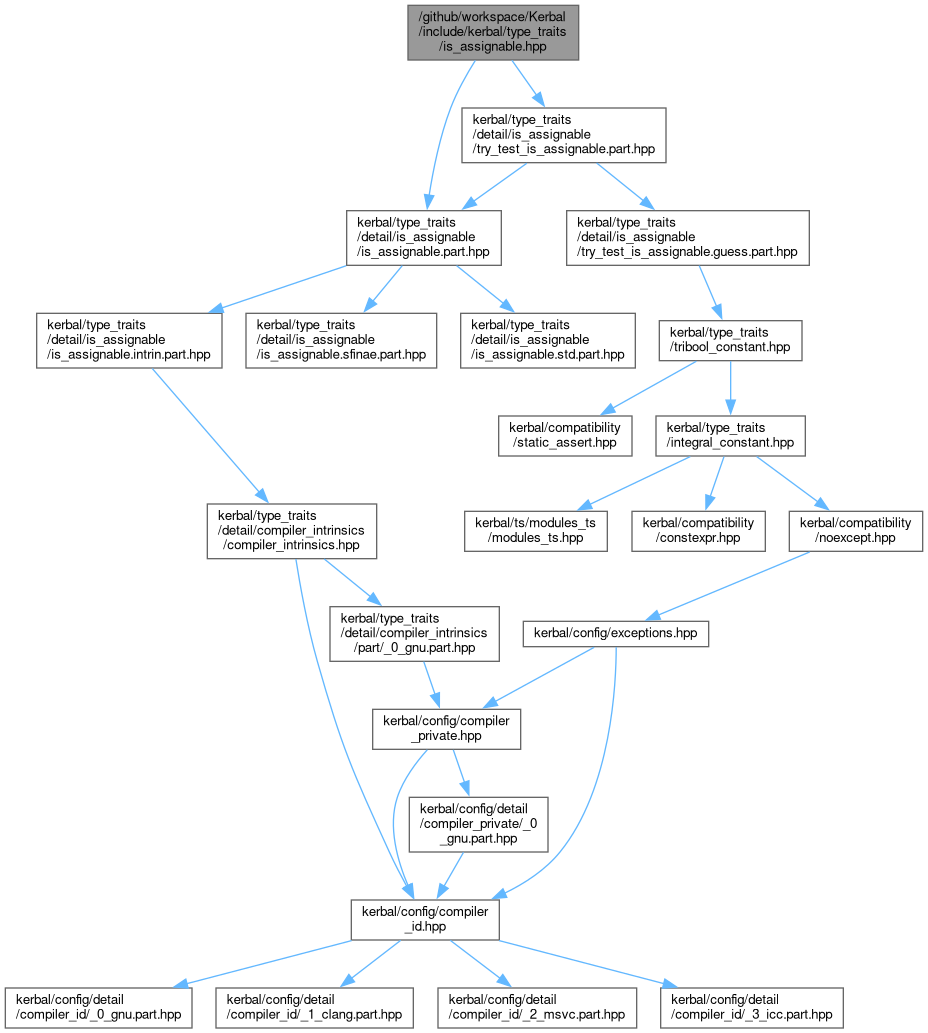 /github/workspace/Kerbal
/include/kerbal/type_traits
/is_assignable.hpp
kerbal/type_traits
/detail/is_assignable
/try_test_is_assignable.part.hpp
kerbal/type_traits
/detail/is_assignable
/is_assignable.part.hpp
kerbal/type_traits
/detail/is_assignable
/try_test_is_assignable.guess.part.hpp
kerbal/type_traits
/detail/is_assignable
/is_assignable.intrin.part.hpp
kerbal/type_traits
/detail/is_assignable
/is_assignable.sfinae.part.hpp
kerbal/type_traits
/detail/is_assignable
/is_assignable.std.part.hpp
kerbal/type_traits
/tribool_constant.hpp
kerbal/compatibility
/static_assert.hpp
kerbal/type_traits
/integral_constant.hpp
kerbal/type_traits
/detail/compiler_intrinsics
/compiler_intrinsics.hpp
kerbal/ts/modules_ts
/modules_ts.hpp
kerbal/compatibility
/constexpr.hpp
kerbal/compatibility
/noexcept.hpp
kerbal/type_traits
/detail/compiler_intrinsics
/part/_0_gnu.part.hpp
kerbal/config/exceptions.hpp
kerbal/config/compiler
_private.hpp
kerbal/config/detail
/compiler_private/_0
_gnu.part.hpp
kerbal/config/compiler
_id.hpp
kerbal/config/detail
/compiler_id/_0_gnu.part.hpp
kerbal/config/detail
/compiler_id/_1_clang.part.hpp
kerbal/config/detail
/compiler_id/_2_msvc.part.hpp
kerbal/config/detail
/compiler_id/_3_icc.part.hpp